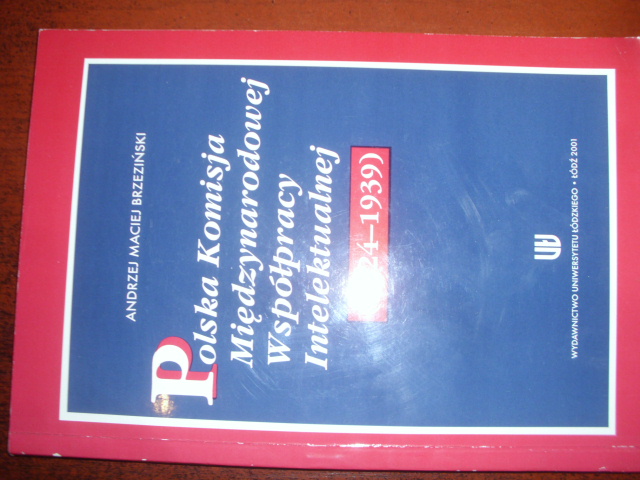 ANDRZEJ MACIEJ BRZEZIŃSKI
Polska Komisja
Międzynarodowej
Współpracy
Intelektualnej
24–1939)
WYDAWNICTWO UNIWERSYTETU ŁÓDZKIEGO • ŁÓDŹ 2001